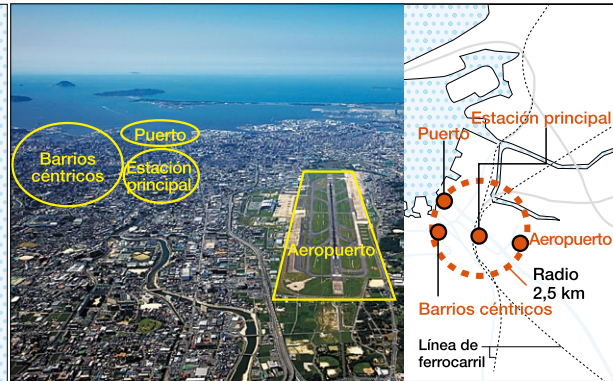 Barrios
céntricos
Puerto
Estación
principal
Aeropuerto
Estación principal
Puerto
Aeropuerto
Radio
2,5 km
Barrios céntricos
Línea de
ferrocarril